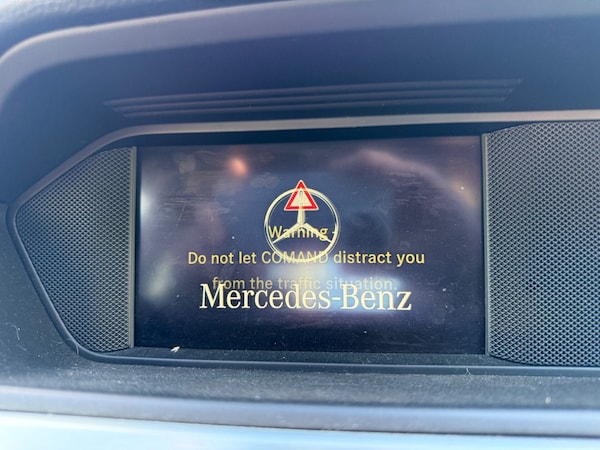 Warning
Do not let COMAND distract you
from the traffic situation.
Mercedes-Benz